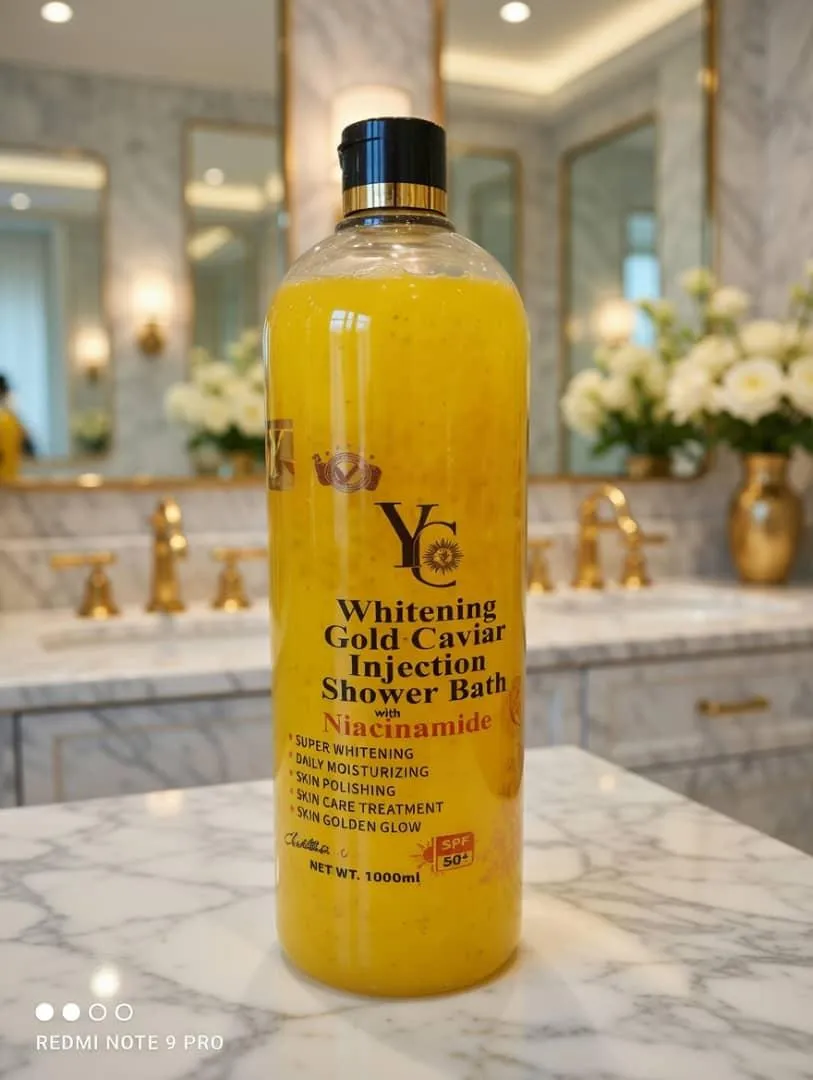 YC
Whitening
Gold Caviar
Injection
Shower Bath
with
Niacinamide
SUPER WHITENING
DAILY MOISTURIZING
SKIN POLISHING
SKIN CARE TREATMENT
SKIN GOLDEN GLOW
SPF
50+
NET WT. 1000ml
REDMI NOTE 9 PRO